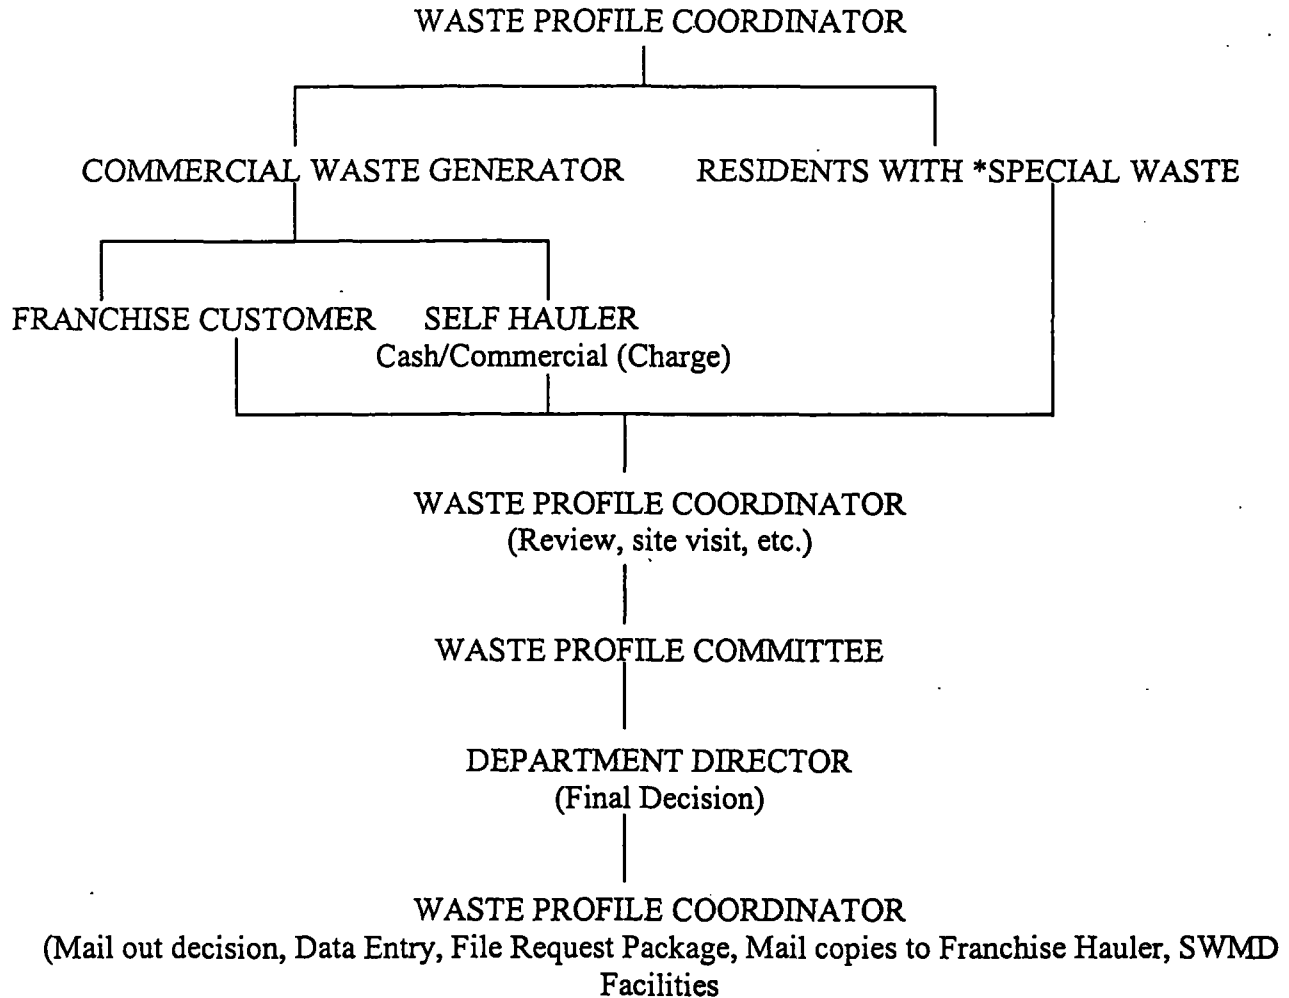 WASTE PROFILE COORDINATOR
COMMERCIAL WASTE GENERATOR
RESIDENTS WITH *SPECIAL WASTE
FRANCHISE CUSTOMER
SELF HAULER
Cash/Commercial (Charge)
WASTE PROFILE COORDINATOR
(Review, site visit, etc.)
WASTE PROFILE COMMITTEE
DEPARTMENT DIRECTOR
(Final Decision)
WASTE PROFILE COORDINATOR
(Mail out decision, Data Entry, File Request Package, Mail copies to Franchise Hauler, SWMD
Facilities